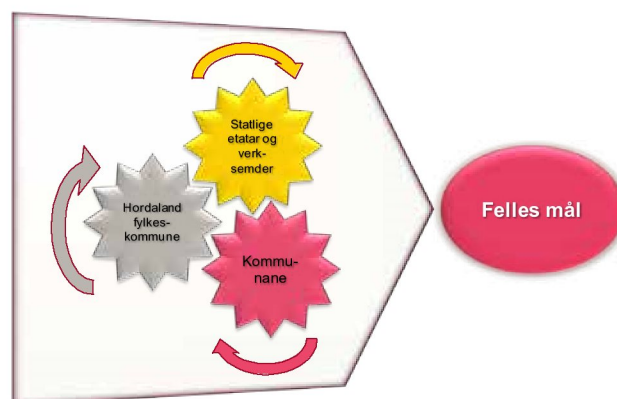 Statlige
etatar og
verk-
semder
Hordaland
fylkes-
kommune
Kommu-
nane
Felles mål